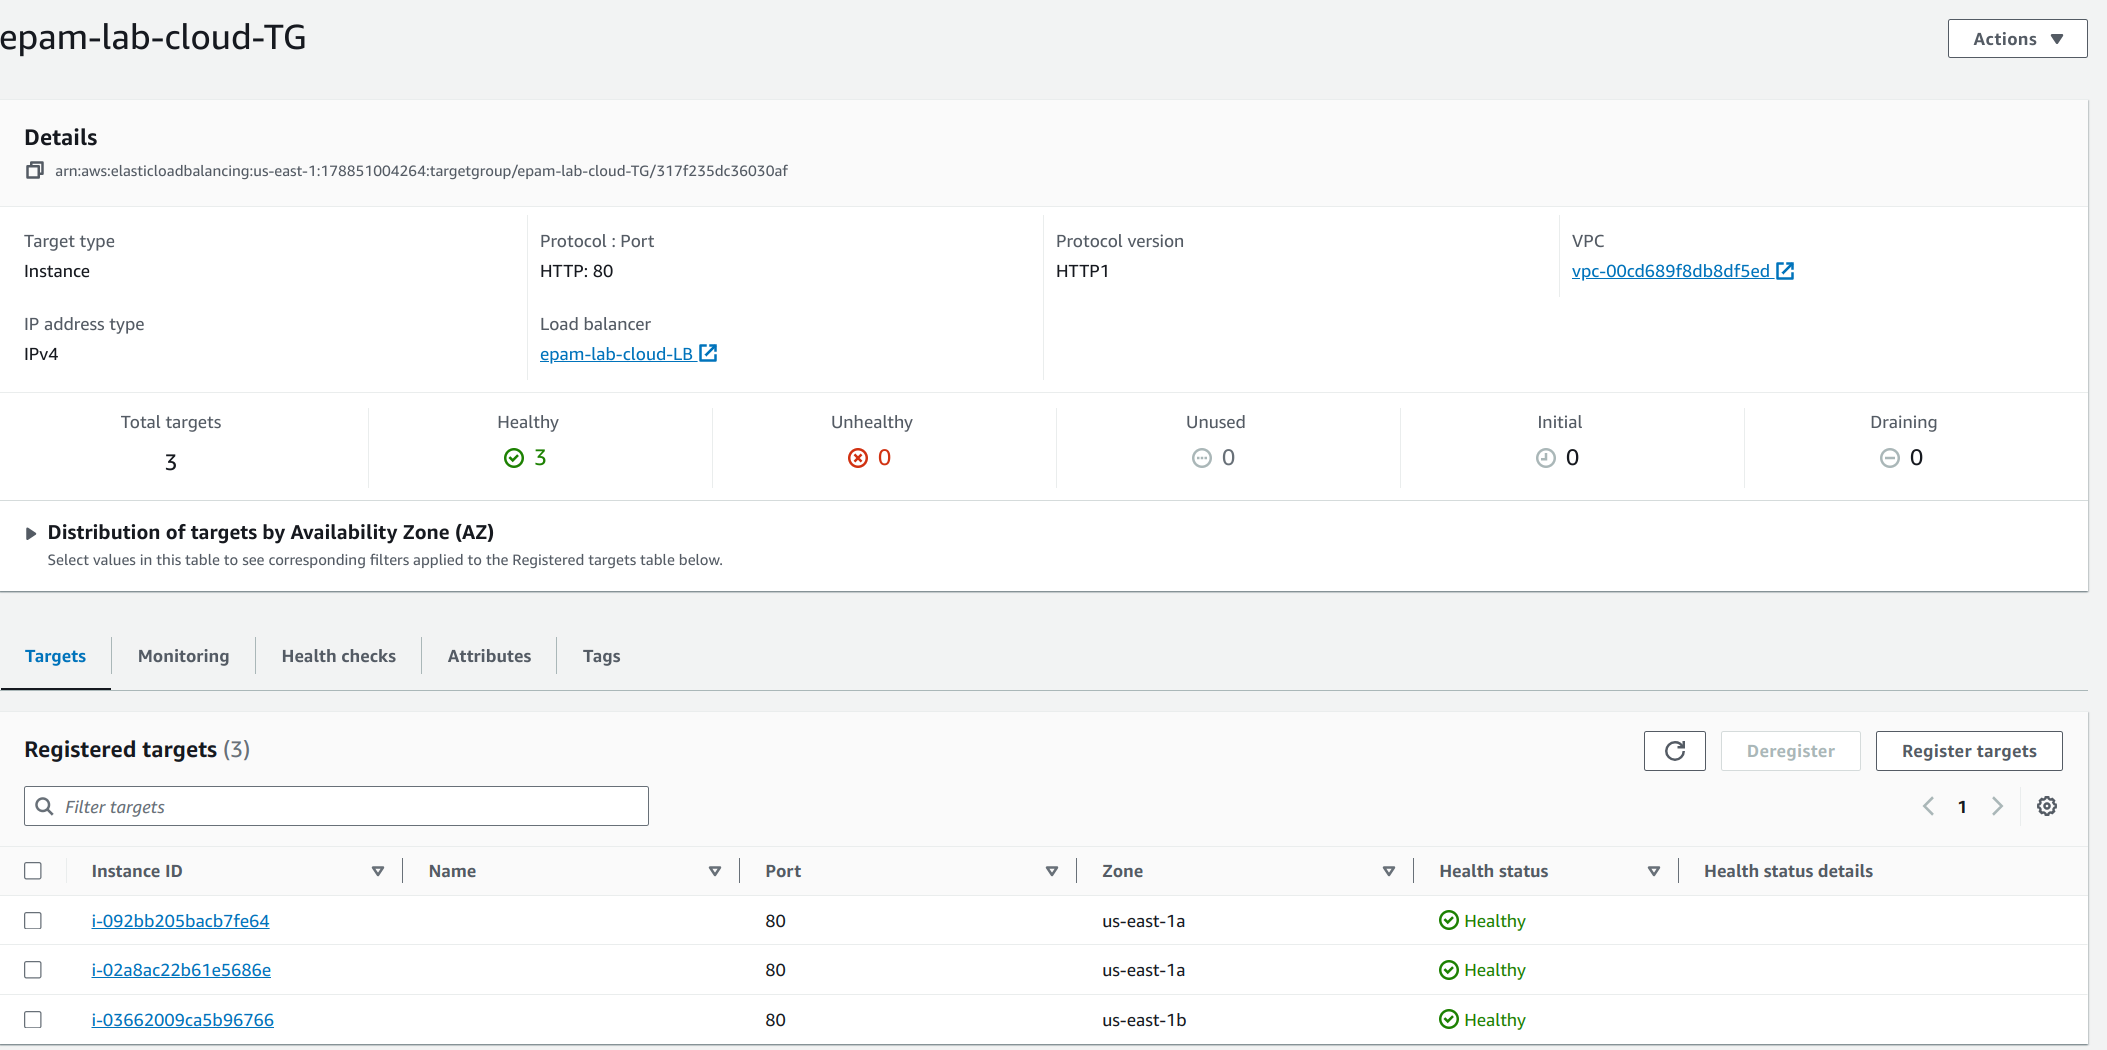 epam-lab-cloud-TG
Actions
Details
arn:aws:elasticloadbalancing:us-east-1:178851004264:targetgroup/epam-lab-cloud-TG/317f235dc36030af
Target type
Instance
Protocol : Port
HTTP: 80
Protocol version
HTTP1
VPC
vpc-00cd689f8db8df5ed
IP address type
IPv4
Load balancer
epam-lab-cloud-LB
Total targets
3
Healthy
3
Unhealthy
0
Unused
0
Initial
0
Draining
0
Distribution of targets by Availability Zone (AZ)
Select values in this table to see corresponding filters applied to the Registered targets table below.
Targets Monitoring Health checks Attributes Tags
Registered targets (3)
Deregister
Register targets
Filter targets
1
Instance ID Name Port Zone Health status Health status details
i-092bb205bacb7fe64 80 us-east-1a Healthy
i-02a8ac22b61e5686e 80 us-east-1a Healthy
i-03662009ca5b96766 80 us-east-1b Healthy